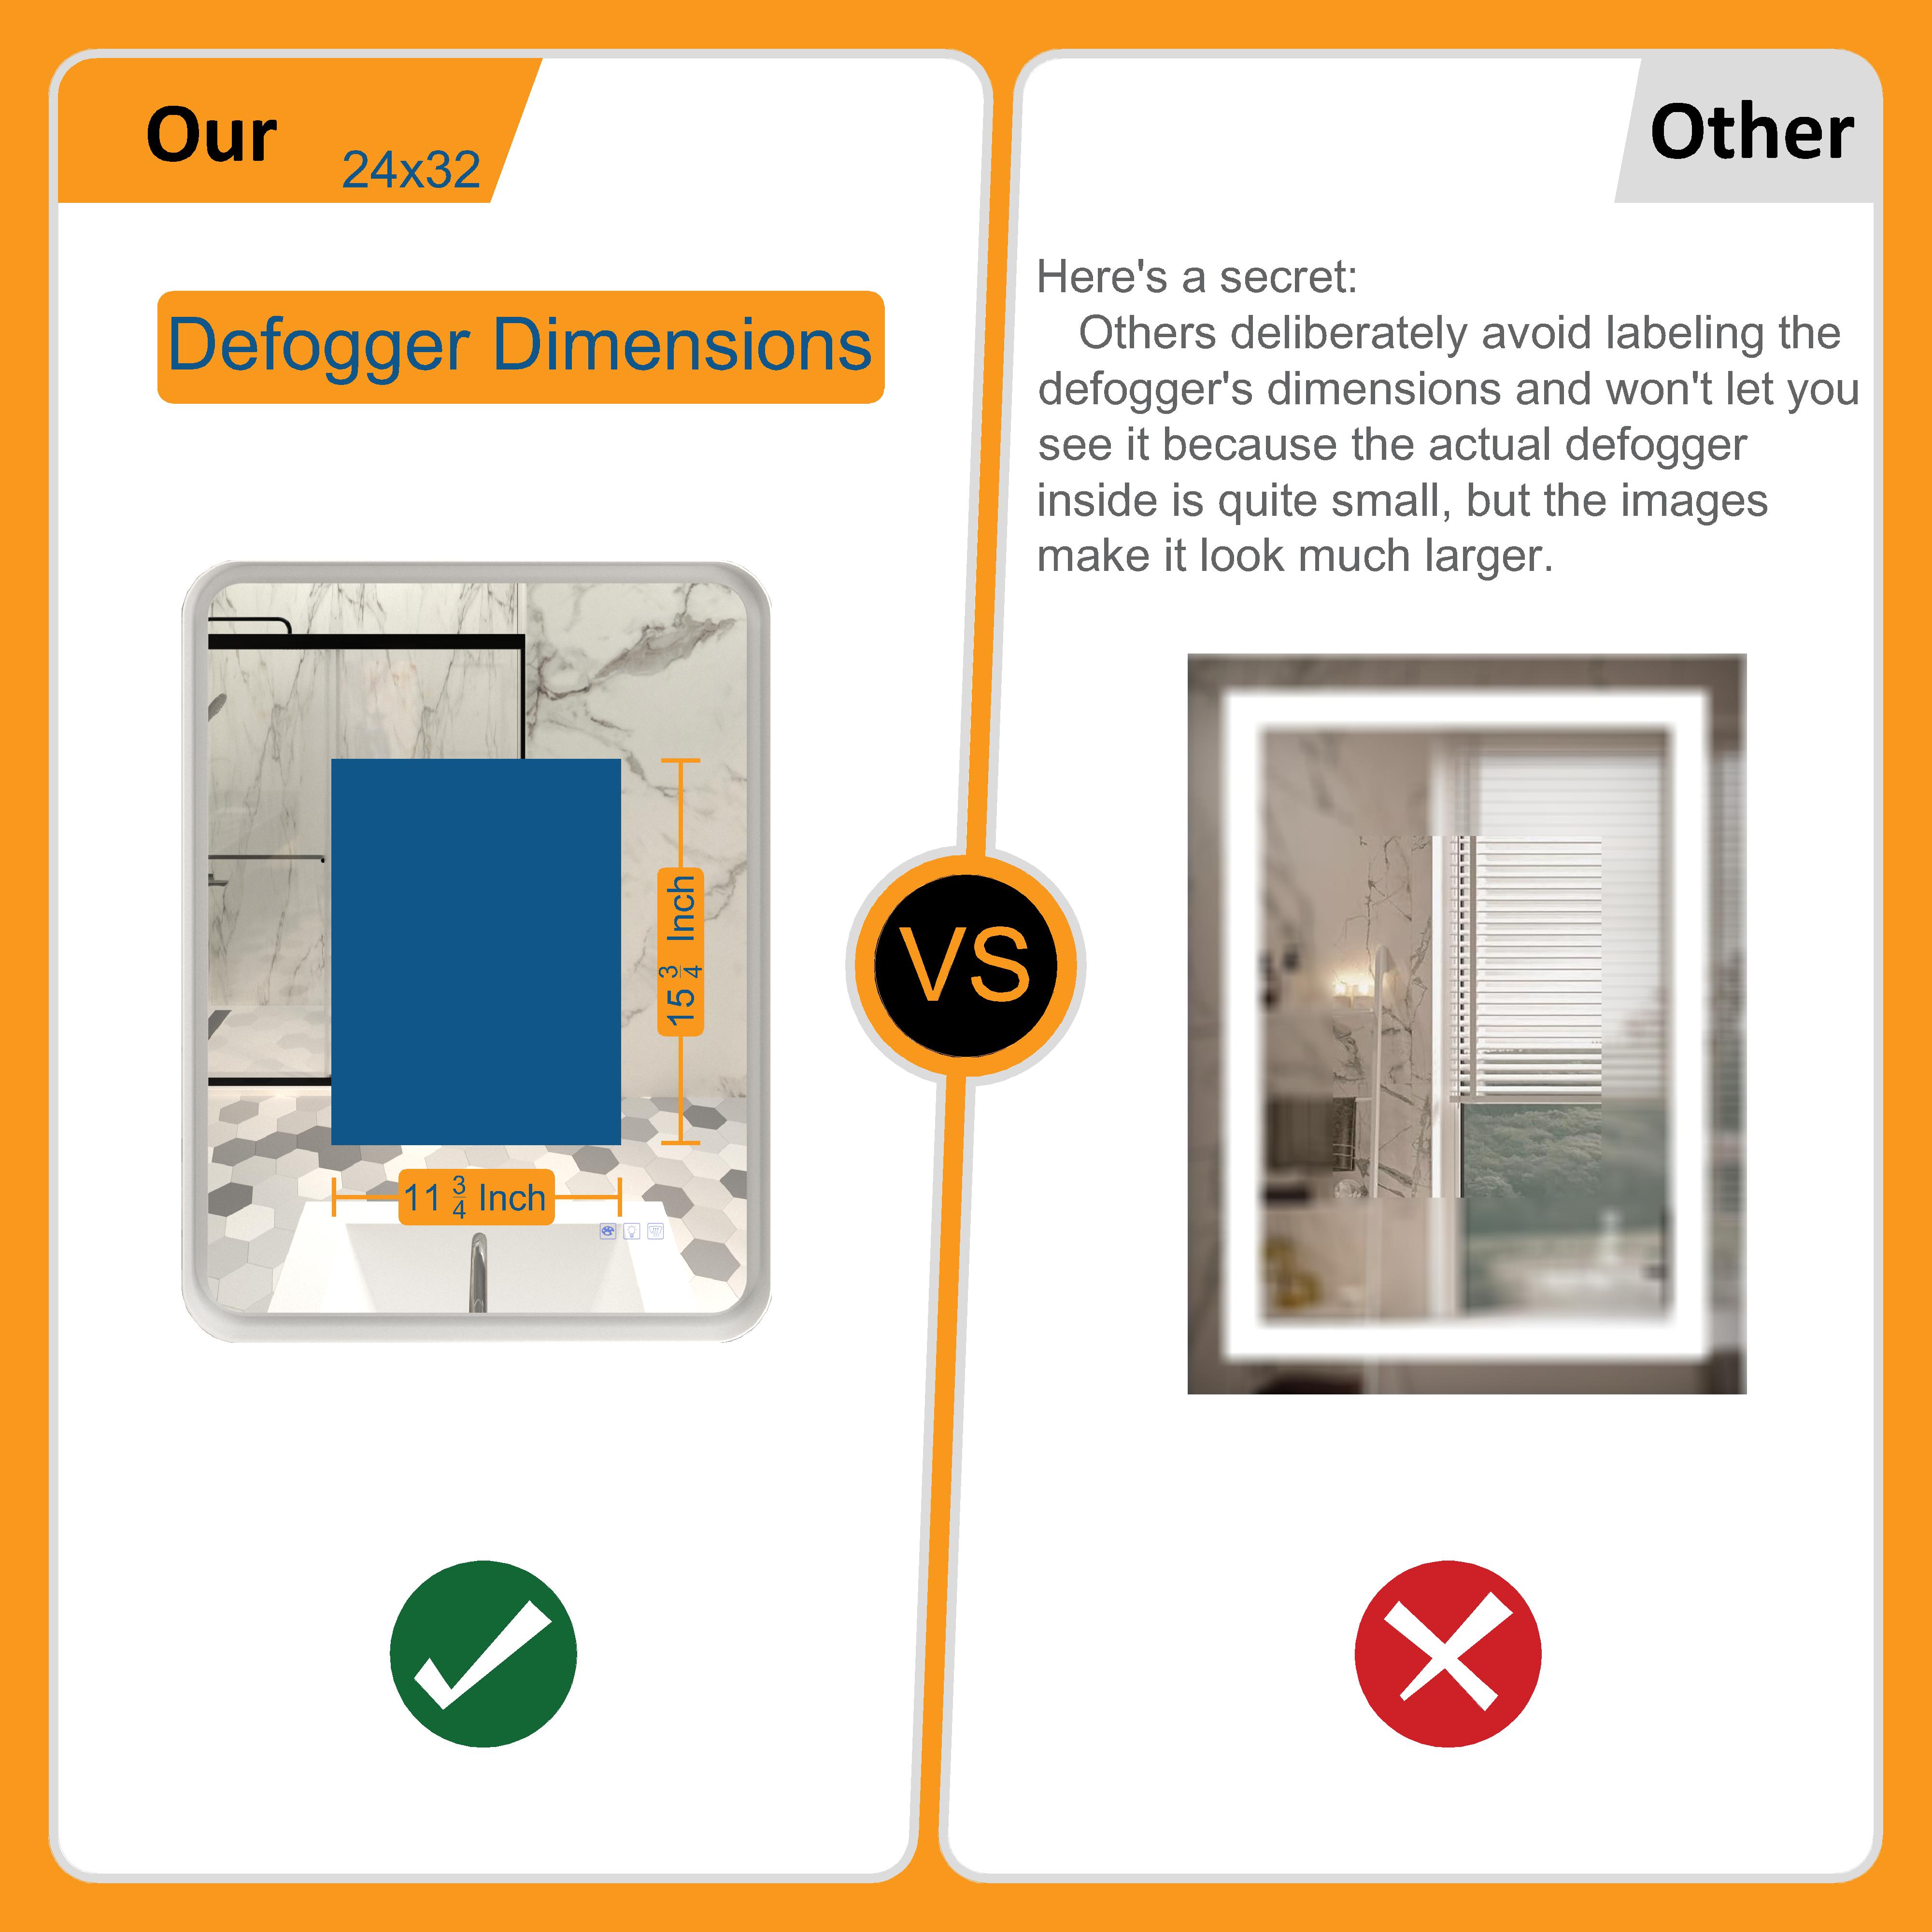 Our
24x32
Defogger Dimensions
15 3/4 Inch
11 3/4 Inch
VS
Other
Here's a secret:
Others deliberately avoid labeling the
defogger's dimensions and won't let you
see it because the actual defogger
inside is quite small, but the images
make it look much larger.